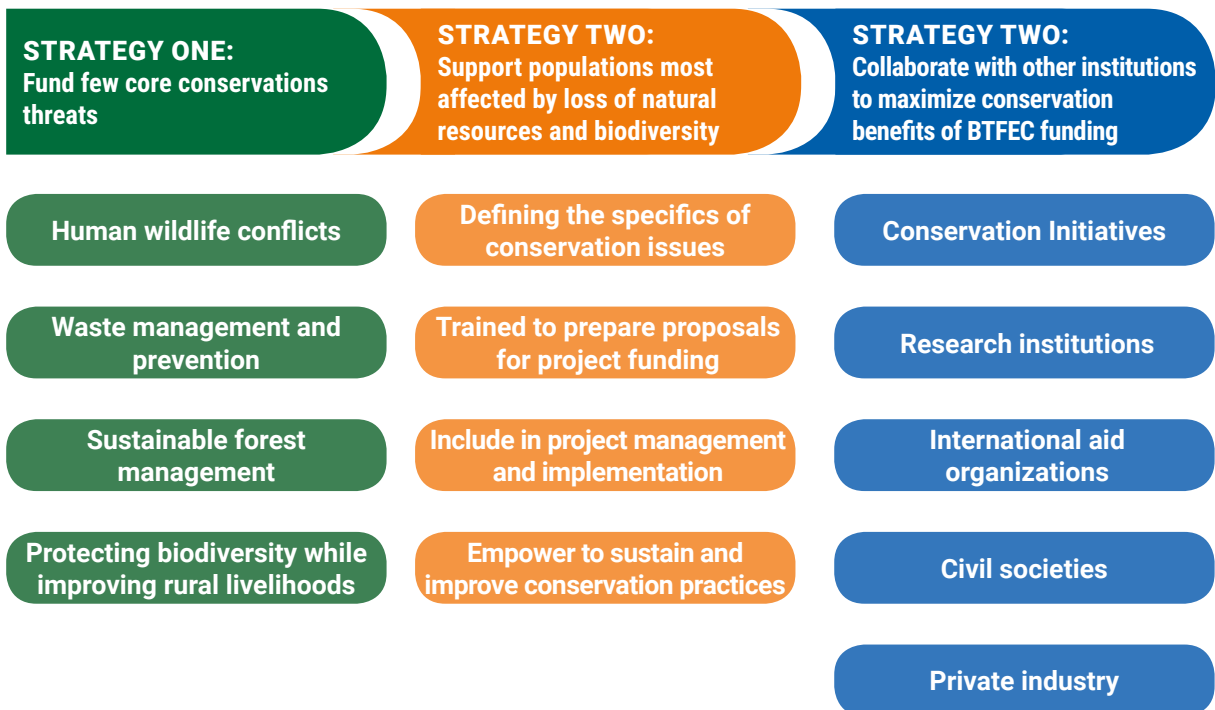 STRATEGY ONE:
Fund few core conservations
threats
STRATEGY TWO:
Support populations most
affected by loss of natural
resources and biodiversity
STRATEGY TWO:
Collaborate with other institutions
to maximize conservation
benefits of BTFEC funding
Human wildlife conflicts
Waste management and
prevention
Sustainable forest
management
Protecting biodiversity while
improving rural livelihoods
Defining the specifics of
conservation issues
Trained to prepare proposals
for project funding
Include in project management
and implementation
Empower to sustain and
improve conservation practices
Conservation Initiatives
Research institutions
International aid
organizations
Civil societies
Private industry